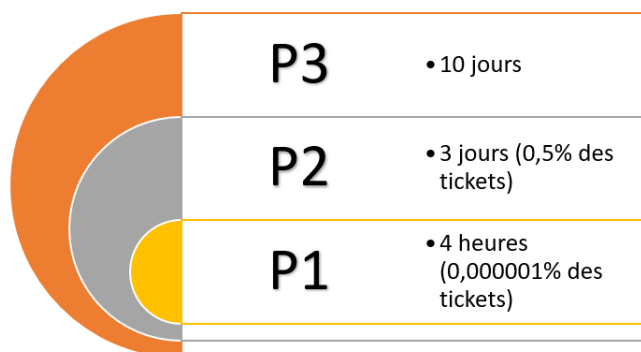 P3
• 10 jours
P2
• 3 jours (0,5% des
tickets)
P1
• 4 heures
(0,000001% des
tickets)